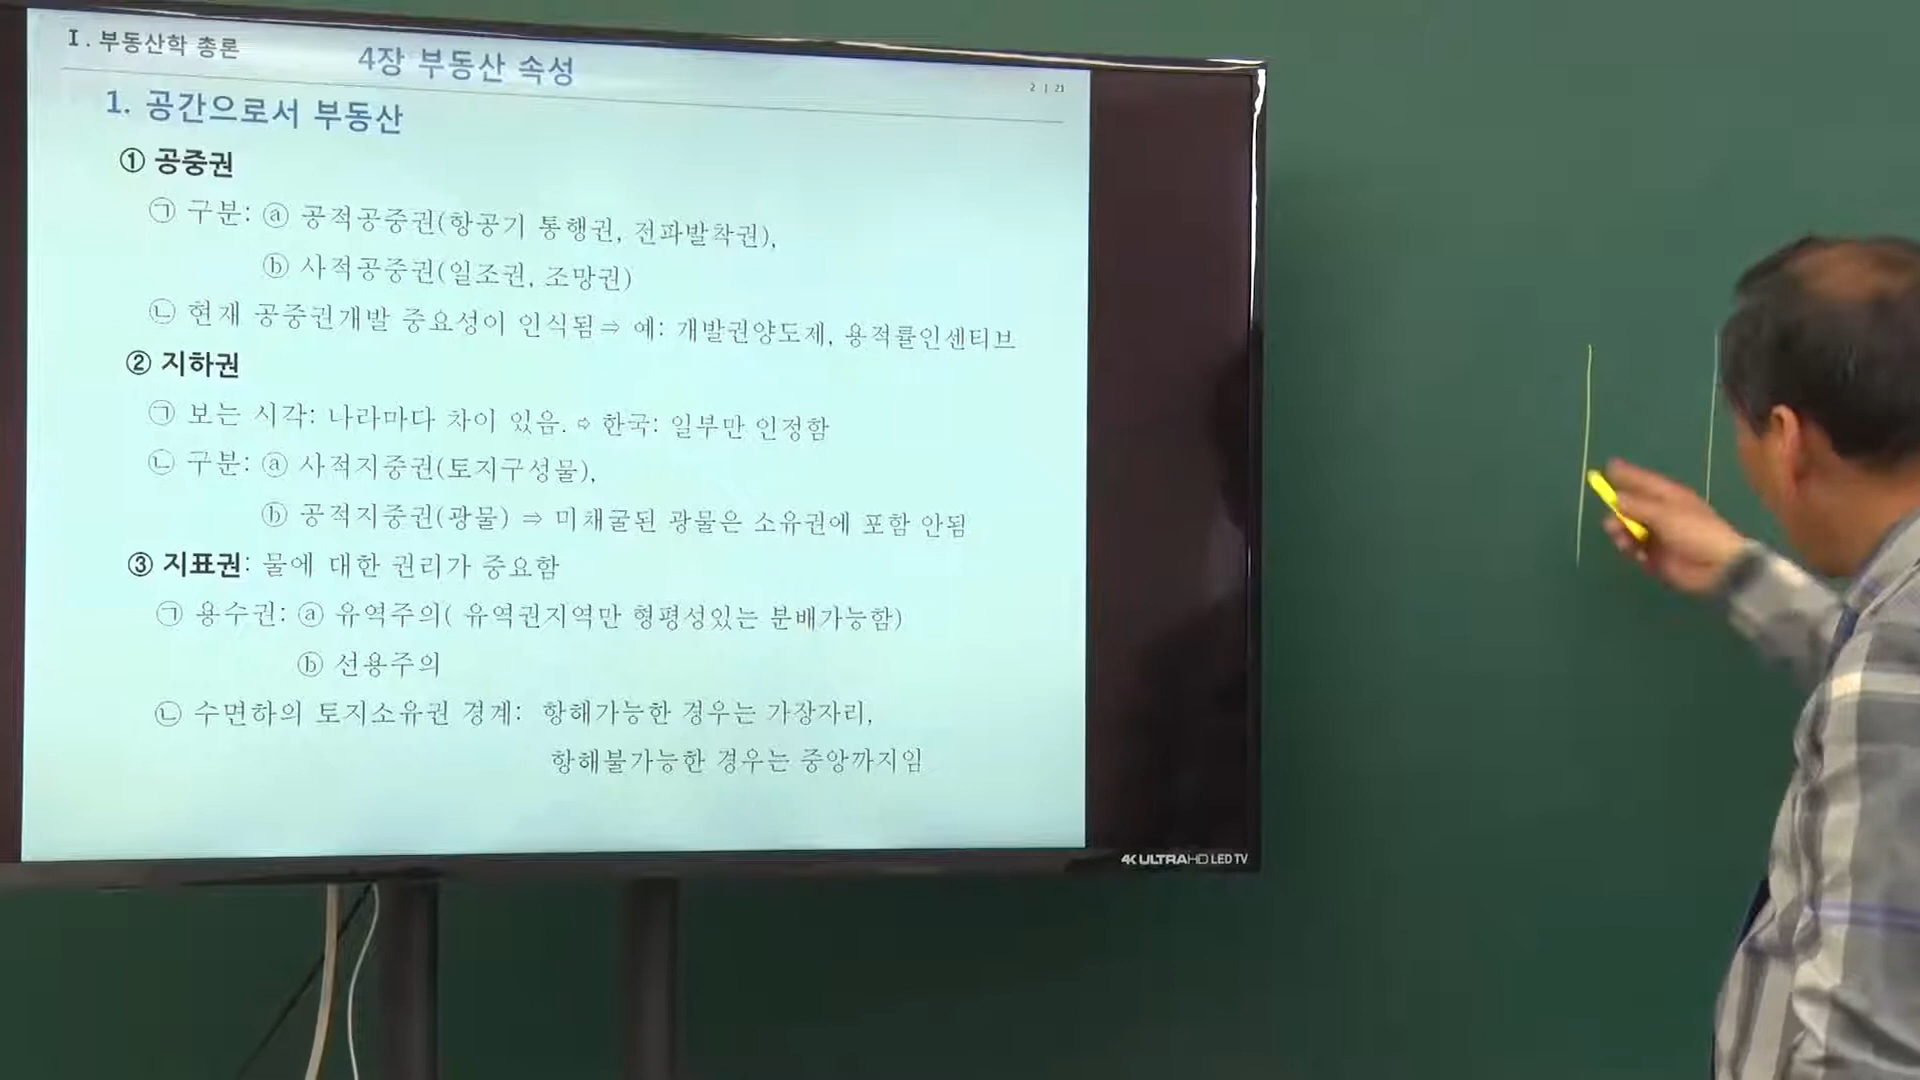 Ⅰ. 부동산학 총론
4장 부동산 속성
2 | 21
1. 공간으로서 부동산
① 공중권
㉠ 구분: ⓐ 공적공중권(항공기 통행권, 전파발착권),
ⓑ 사적공중권(일조권, 조망권)
㉡ 현재 공중권개발 중요성이 인식됨⇒ 예: 개발권양도제, 용적률인센티브
② 지하권
㉠ 보는 시각: 나라마다 차이 있음. ⇨ 한국: 일부만 인정함
㉡ 구분: ⓐ 사적지중권(토지구성물),
ⓑ 공적지중권(광물) ⇒ 미채굴된 광물은 소유권에 포함 안됨
③ 지표권: 물에 대한 권리가 중요함
㉠ 용수권: ⓐ 유역주의( 유역권지역만 형평성있는 분배가능함)
ⓑ 선용주의
㉡ 수면하의 토지소유권 경계: 항해가능한 경우는 가장자리,
항해불가능한 경우는 중앙까지임
4K ULTRAHD LED TV